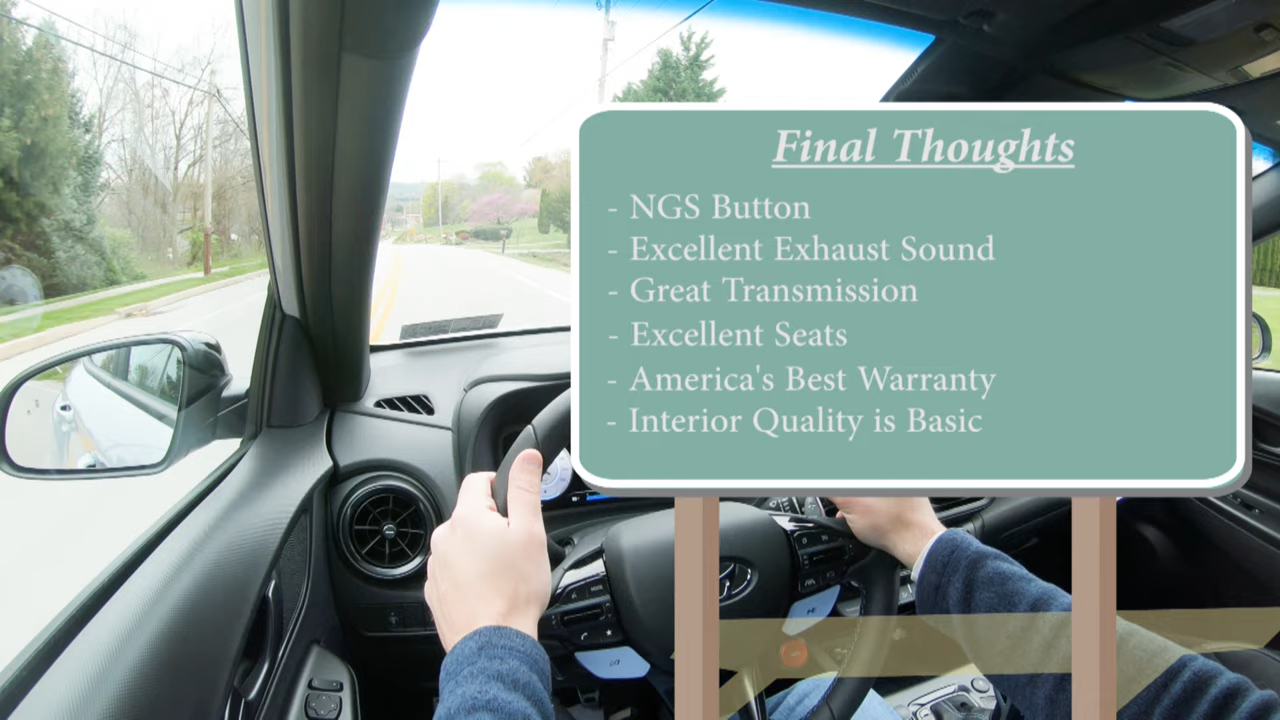 Final Thoughts
- NGS Button
- Excellent Exhaust Sound
- Great Transmission
- Excellent Seats
- America's Best Warranty
- Interior Quality is Basic